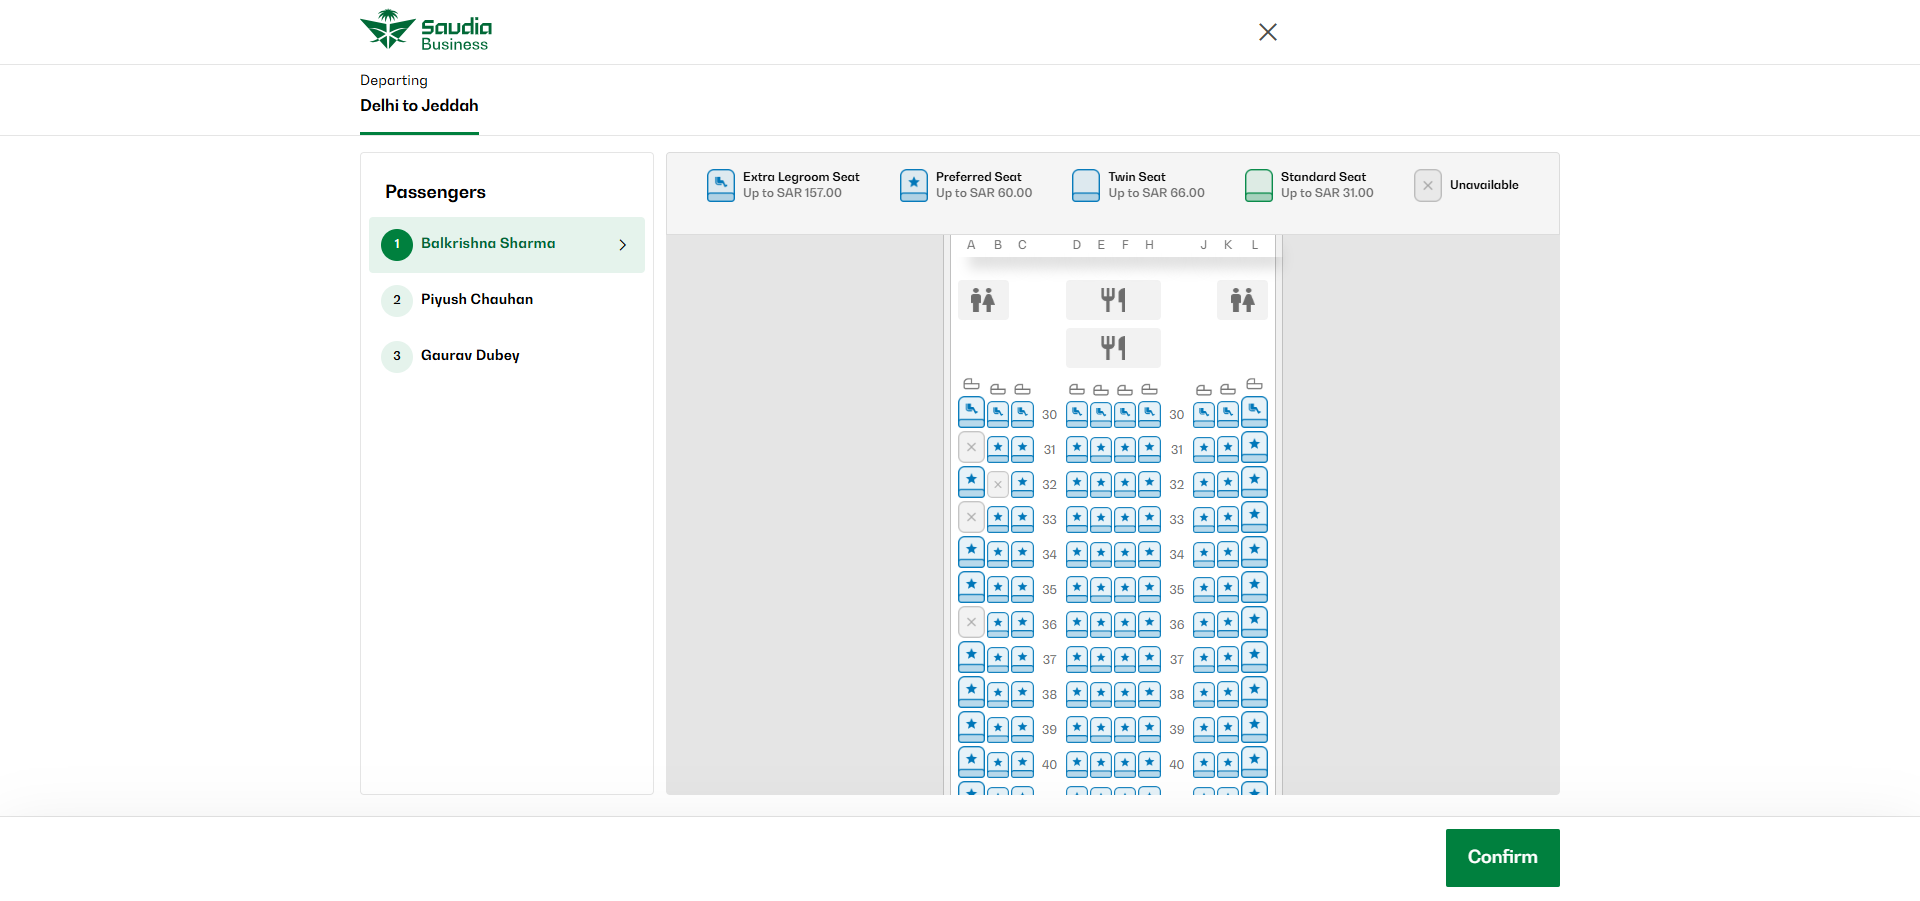 Saudia
Business
Departing
Delhi to Jeddah
Passengers
1 Balkrishna Sharma
2 Piyush Chauhan
3 Gaurav Dubey
Extra Legroom Seat
Up to SAR 157.00
Preferred Seat
Up to SAR 60.00
Twin Seat
Up to SAR 66.00
Standard Seat
Up to SAR 31.00
Unavailable
A B C D E F H J K L
30 30
31 31
32 32
33 33
34 34
35 35
36 36
37 37
38 38
39 39
40 40
Confirm